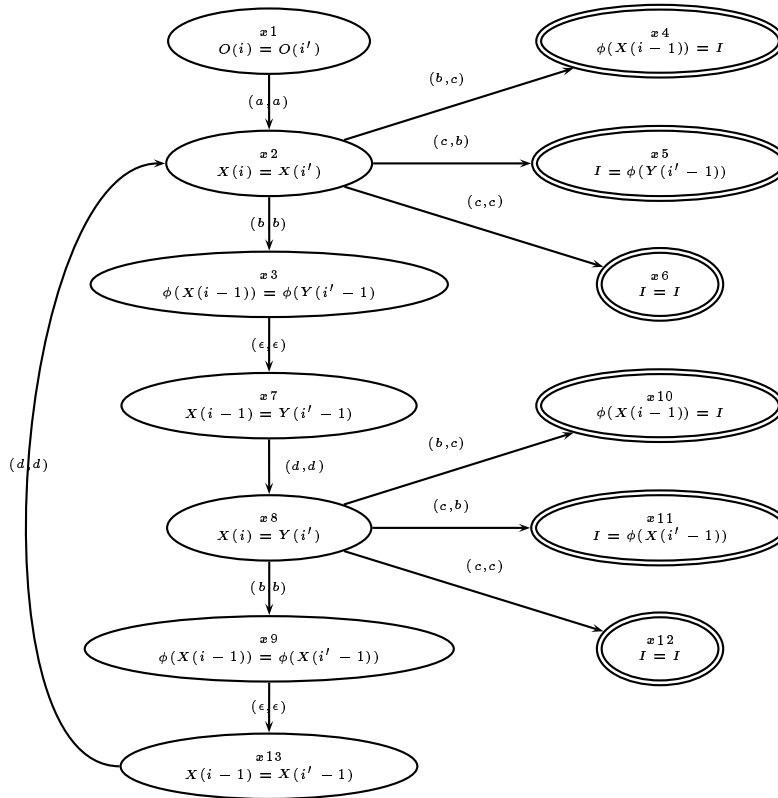 x1
O(i) = O(i′)
x4
ϕ(X(i − 1)) = I
(b,c)
(a,a)
x2
X(i) = X(i′)
(c,b)
x5
I = ϕ(Y(i′ − 1))
(c,c)
(b,b)
x3
ϕ(X(i − 1)) = ϕ(Y(i′ − 1)
x6
I = I
(ϵ,ϵ)
x7
X(i − 1) = Y(i′ − 1)
x10
ϕ(X(i − 1)) = I
(b,c)
(d,d)
(d,d)
x8
X(i) = Y(i′)
(c,b)
x11
I = ϕ(X(i′ − 1))
(c,c)
(b,b)
x9
ϕ(X(i − 1)) = ϕ(X(i′ − 1))
x12
I = I
(ϵ,ϵ)
x13
X(i − 1) = X(i′ − 1)